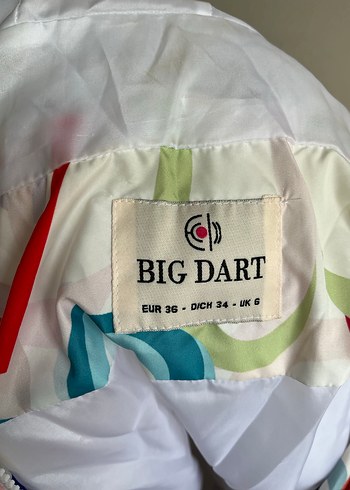 BIG DART
EUR 36 - D/CH 34 - UK 6